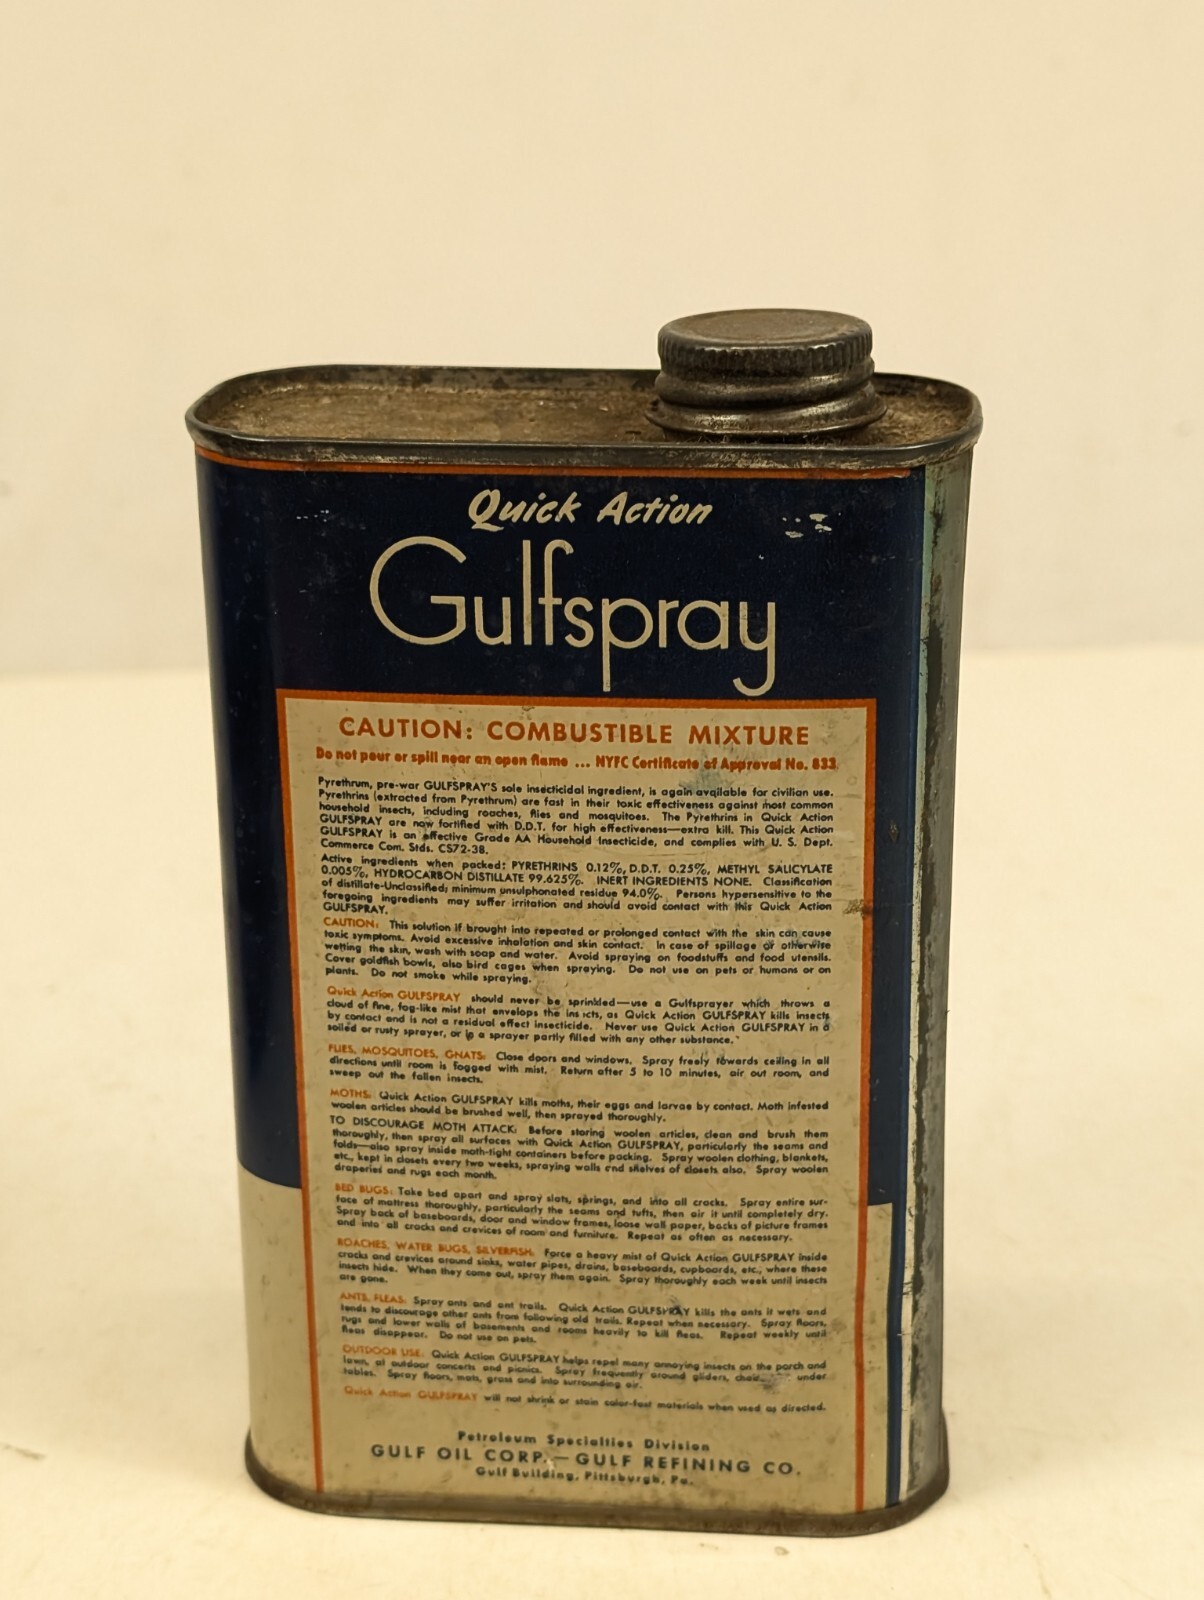 Quick Action
Gulfspray
CAUTION: COMBUSTIBLE MIXTURE
Do not pour or spill near an open flame ... NYFC Certificate of Approval No. 833
Pyrethrum, pre-war GULFSPRAY'S sole insecticidal ingredient, is again available for civilian use.
Pyrethrins (extracted from Pyrethrum) are fast in their toxic effectiveness against most common
household insects, including roaches, flies and mosquitoes. The Pyrethrins in Quick Action
GULFSPRAY are now fortified with D.D.T. for high effectiveness—extra kill. This Quick Action
GULFSPRAY is an effective Grade AA Household Insecticide, and complies with U. S. Dept.
Commerce Com. Stds. CS72-38.
Active ingredients when packed: PYRETHRINS 0.12%, D.D.T. 0.25%, METHYL SALICYLATE
0.005%, HYDROCARBON DISTILLATE 99.625%. INERT INGREDIENTS NONE. Classification
of distillate-Unclassified; minimum unsulphonated residue 94.0%. Persons hypersensitive to the
foregoing ingredients may suffer irritation and should avoid contact with this Quick Action
GULFSPRAY.
CAUTION: This solution if brought into repeated or prolonged contact with the skin can cause
toxic symptoms. Avoid excessive inhalation and skin contact. In case of spillage or otherwise
wetting the skin, wash with soap and water. Avoid spraying on foodstuffs and food utensils.
Cover goldfish bowls, also bird cages when spraying. Do not use on pets or humans or on
plants. Do not smoke while spraying.
Quick Action GULFSPRAY should never be sprinkled—use a Gulfsprayer which throws a
cloud of fine, fog-like mist that envelops the insects, as Quick Action GULFSPRAY kills insects
by contact and is not a residual effect insecticide. Never use Quick Action GULFSPRAY in a
soiled or rusty sprayer, or in a sprayer partly filled with any other substance.
FLIES, MOSQUITOES, GNATS: Close doors and windows. Spray freely towards ceiling in all
directions until room is fogged with mist. Return after 5 to 10 minutes, air out room, and
sweep out the fallen insects.
MOTHS: Quick Action GULFSPRAY kills moths, their eggs and larvae by contact. Moth infested
woolen articles should be brushed well, then sprayed thoroughly.
TO DISCOURAGE MOTH ATTACK: Before storing woolen articles, clean and brush them
thoroughly, then spray all surfaces with Quick Action GULFSPRAY, particularly the seams and
folds—also spray inside moth-tight containers before packing. Spray woolen clothing, blankets,
etc., kept in closets every two weeks, spraying walls and shelves of closets also. Spray woolen
draperies and rugs each month.
BED BUGS: Take bed apart and spray slats, springs, and into all cracks. Spray entire sur-
face of mattress thoroughly, particularly the seams and tufts, then air it until completely dry.
Spray back of baseboards, door and window frames, loose wall paper, backs of picture frames
and into all cracks and crevices of room and furniture. Repeat as often as necessary.
ROACHES, WATER BUGS, SILVERFISH: Force a heavy mist of Quick Action GULFSPRAY inside
cracks and crevices around sinks, water pipes, drains, baseboards, cupboards, etc., where these
insects hide. When they come out, spray them again. Spray thoroughly each week until insects
are gone.
ANTS, FLEAS: Spray ants and ant trails. Quick Action GULFSPRAY kills the ants it wets and
tends to discourage other ants from following old trails. Repeat when necessary. Spray floors,
rugs and lower walls of basements and rooms heavily to kill fleas. Repeat weekly until
fleas disappear. Do not use on pets.
OUTDOOR USE: Quick Action GULFSPRAY helps repel many annoying insects on the porch and
lawn, at outdoor concerts and picnics. Spray frequently around gliders, chair under
tables. Spray floors, mats, grass and into surrounding air.
Quick Action GULFSPRAY will not shrink or stain color-fast materials when used as directed.
Petroleum Specialties Division
GULF OIL CORP.—GULF REFINING CO.
Gulf Building, Pittsburgh, Pa.